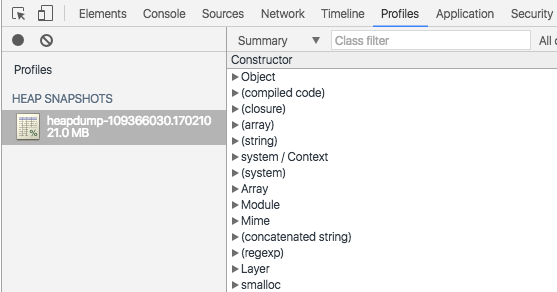 Elements Console Sources Network Timeline Profiles Application Security
Summary Class filter All
Profiles
HEAP SNAPSHOTS
heapdump-109366030.170210
21.0 MB
Constructor
Object
(compiled code)
(closure)
(array)
(string)
system / Context
(system)
Array
Module
Mime
(concatenated string)
(regexp)
Layer
smalloc